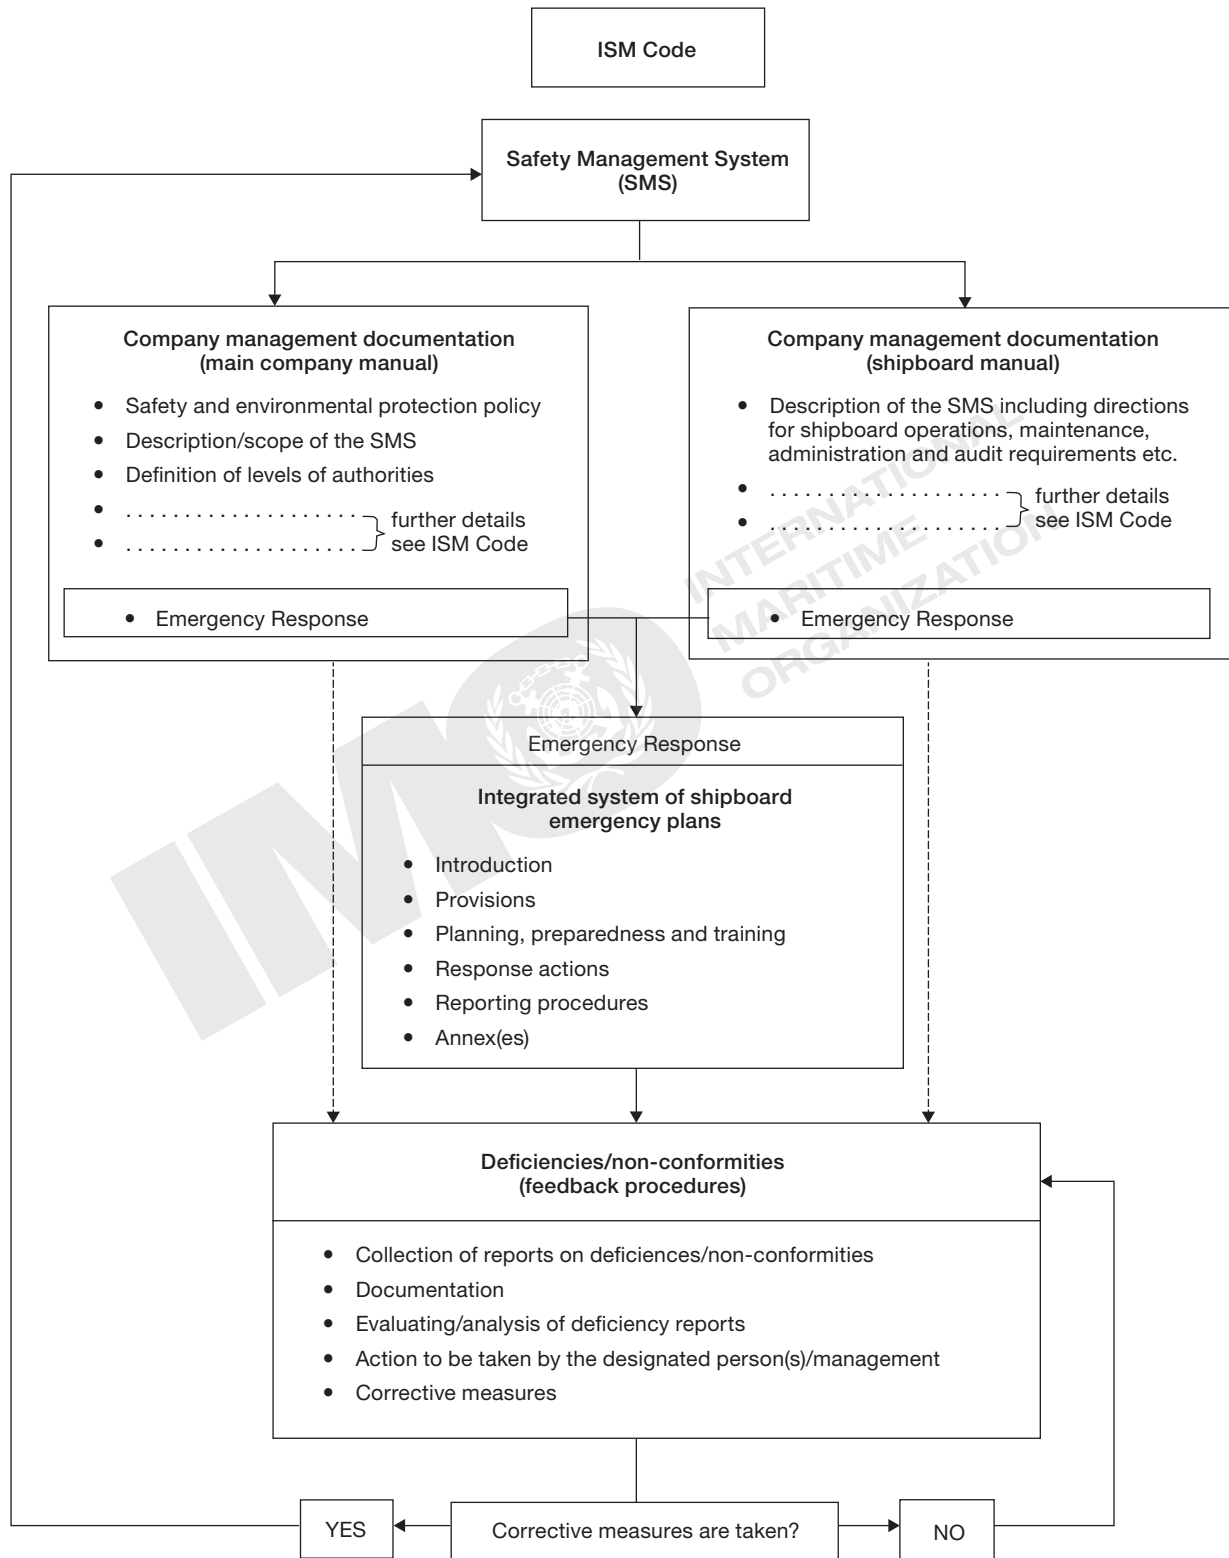 ISM Code
Safety Management System
(SMS)
Company management documentation
(main company manual)
• Safety and environmental protection policy
• Description/scope of the SMS
• Definition of levels of authorities
• . . . . . . . . . . . . . . . . . . . . .
• . . . . . . . . . . . . . . . . . . . . .
further details
see ISM Code
• Emergency Response
Company management documentation
(shipboard manual)
• Description of the SMS including directions
for shipboard operations, maintenance,
administration and audit requirements etc.
• . . . . . . . . . . . . . . . . . . . . .
• . . . . . . . . . . . . . . . . . . . . .
further details
see ISM Code
• Emergency Response
INTERNATIONAL
MARITIME
ORGANIZATION
IMO
Emergency Response
Integrated system of shipboard
emergency plans
• Introduction
• Provisions
• Planning, preparedness and training
• Response actions
• Reporting procedures
• Annex(es)
Deficiencies/non-conformities
(feedback procedures)
• Collection of reports on deficiences/non-conformities
• Documentation
• Evaluating/analysis of deficiency reports
• Action to be taken by the designated person(s)/management
• Corrective measures
YES
Corrective measures are taken?
NO